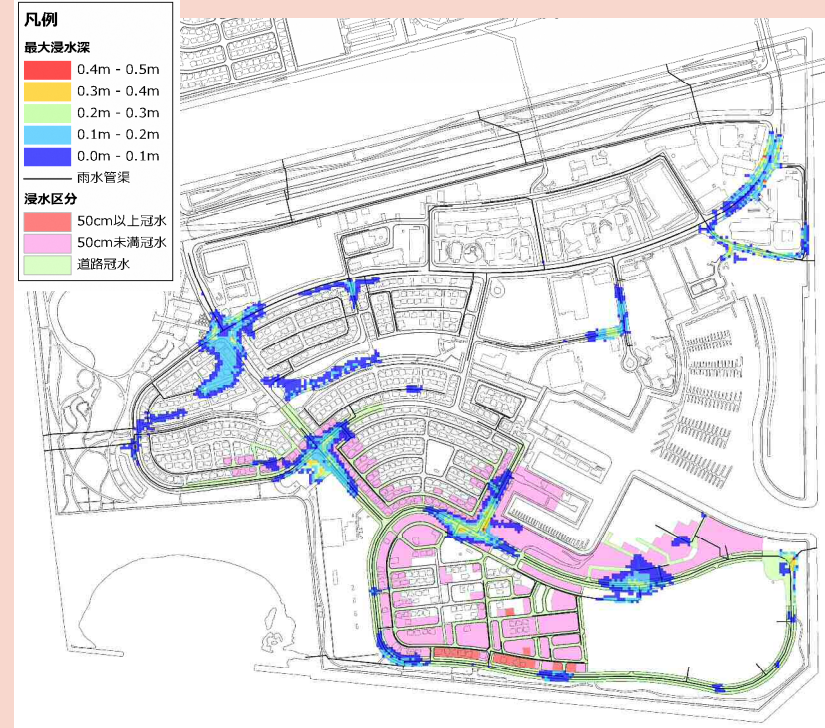 凡例
最大浸水深
0.4m - 0.5m
0.3m - 0.4m
0.2m - 0.3m
0.1m - 0.2m
0.0m - 0.1m
雨水管渠
浸水区分
50cm以上冠水
50cm未満冠水
道路冠水